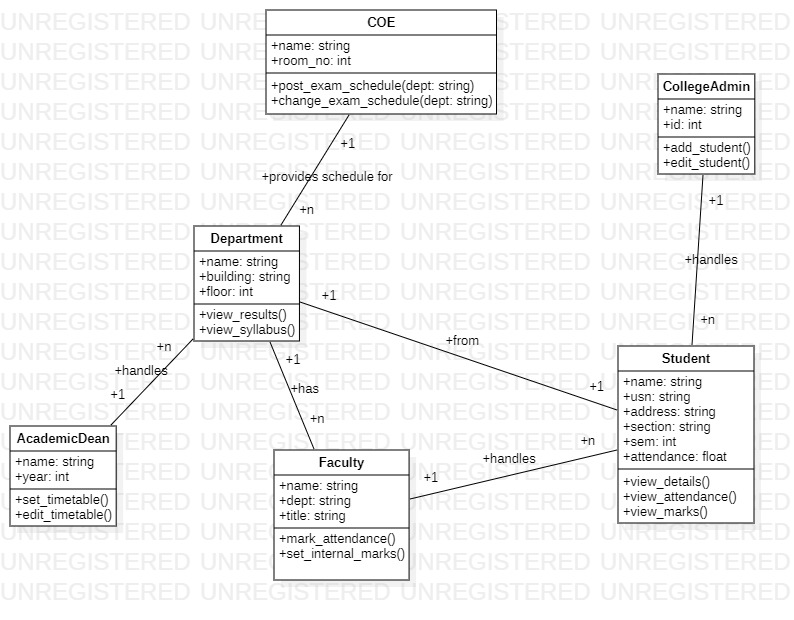 COE
+name: string
+room_no: int
+post_exam_schedule(dept: string)
+change_exam_schedule(dept: string)
CollegeAdmin
+name: string
+id: int
+add_student()
+edit_student()
+1
+provides schedule for
+n
+1
+handles
+n
Department
+name: string
+building: string
+floor: int
+view_results()
+view_syllabus()
+1
+from
+1
+n
+handles
+1
+1
+has
+n
Student
+name: string
+usn: string
+address: string
+section: string
+sem: int
+attendance: float
+view_details()
+view_attendance()
+view_marks()
AcademicDean
+name: string
+year: int
+set_timetable()
+edit_timetable()
Faculty
+name: string
+dept: string
+title: string
+mark_attendance()
+set_internal_marks()
+1
+handles
+n
UNREGISTERED